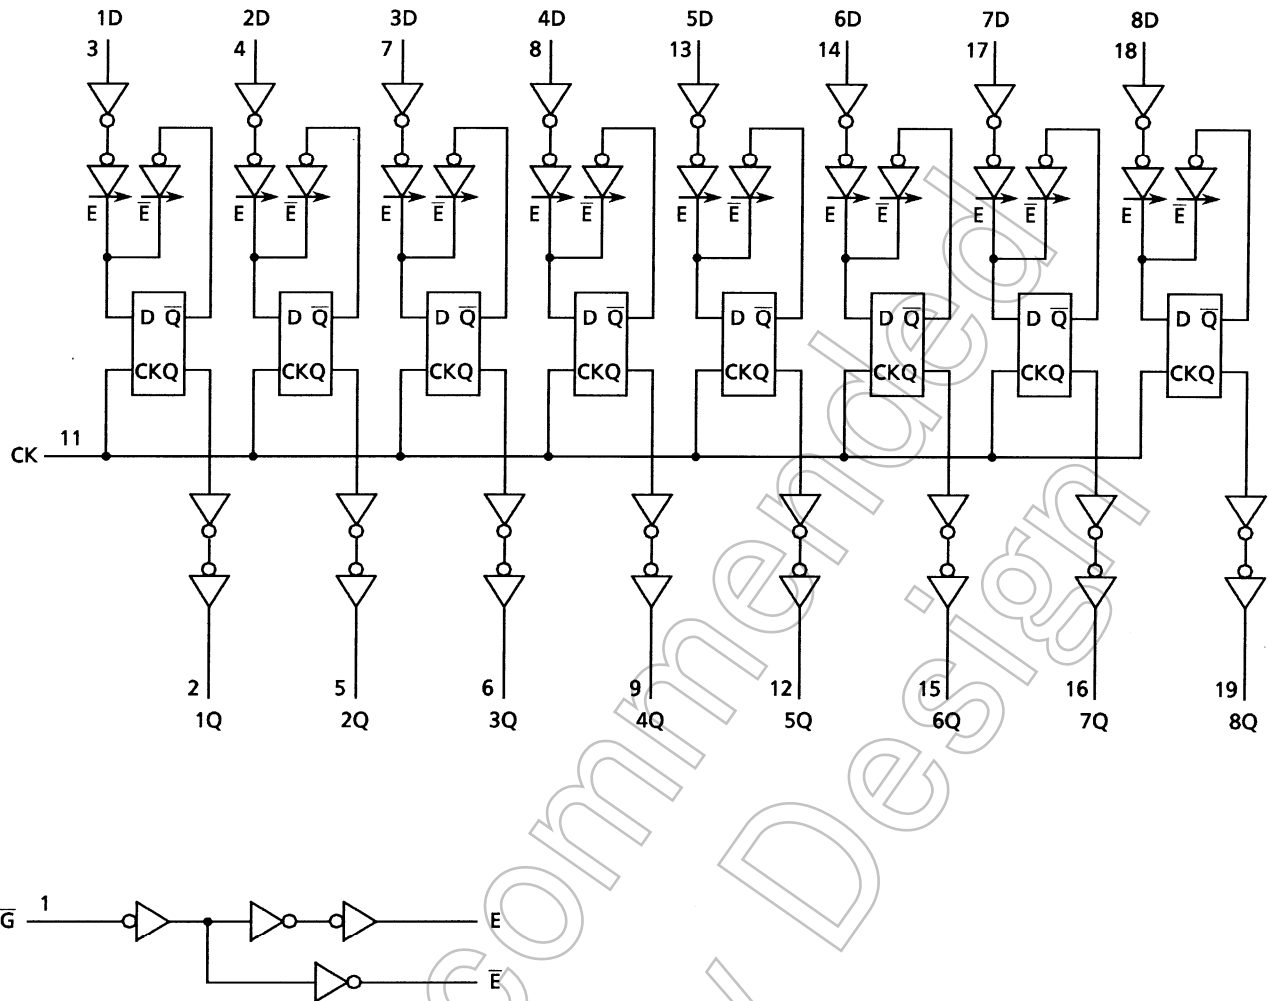 1D 2D 3D 4D 5D 6D 7D 8D
3 4 7 8 13 14 17 18
E E̅ E E̅ E E̅ E E̅ E E̅ E E̅ E E̅ E E̅
D Q̅ D Q̅ D Q̅ D Q̅ D Q̅ D Q̅ D Q̅ D Q̅
CKQ CKQ CKQ CKQ CKQ CKQ CKQ CKQ
CK 11
2 5 6 9 12 15 16 19
1Q 2Q 3Q 4Q 5Q 6Q 7Q 8Q
G̅ 1 E
E̅
commended
Design